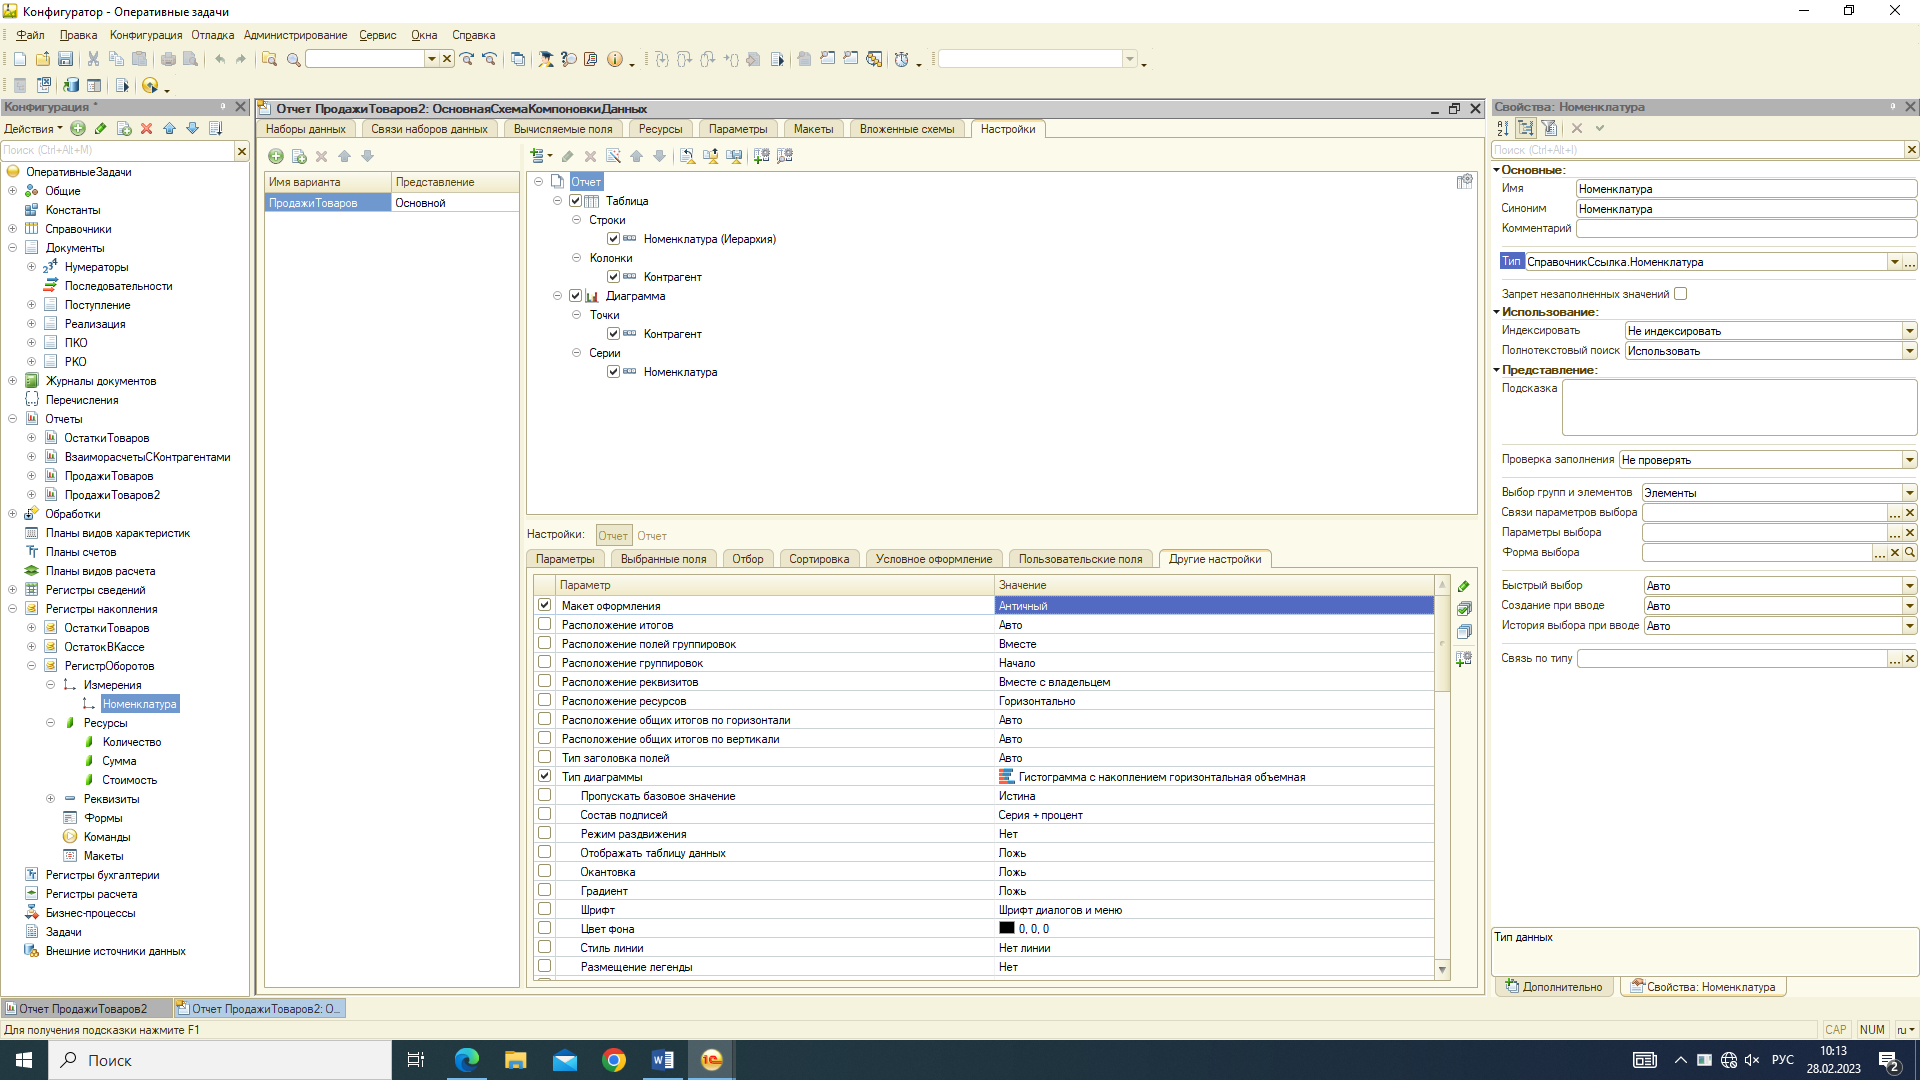 Конфигуратор - Оперативные задачи
Файл Правка Конфигурация Отладка Администрирование Сервис Окна Справка
Конфигурация *
Действия
Поиск (Ctrl+Alt+M)
ОперативныеЗадачи
Общие
Константы
Справочники
Документы
Нумераторы
Последовательности
Поступление
Реализация
ПКО
РКО
Журналы документов
Перечисления
Отчеты
ОстаткиТоваров
ВзаиморасчетыСКонтрагентами
ПродажиТоваров
ПродажиТоваров2
Обработки
Планы видов характеристик
Планы счетов
Планы видов расчета
Регистры сведений
Регистры накопления
ОстаткиТоваров
ОстатокВКассе
РегистрОборотов
Измерения
Номенклатура
Ресурсы
Количество
Сумма
Стоимость
Реквизиты
Формы
Команды
Макеты
Регистры бухгалтерии
Регистры расчета
Бизнес-процессы
Задачи
Внешние источники данных
Отчет ПродажиТоваров2: ОсновнаяСхемаКомпоновкиДанных
Наборы данных Связи наборов данных Вычисляемые поля Ресурсы Параметры Макеты Вложенные схемы Настройки
Имя варианта Представление
ПродажиТоваров Основной
Отчет
Таблица
Строки
Номенклатура (Иерархия)
Колонки
Контрагент
Диаграмма
Точки
Контрагент
Серии
Номенклатура
Настройки: Отчет Отчет
Параметры Выбранные поля Отбор Сортировка Условное оформление Пользовательские поля Другие настройки
Параметр Значение
Макет оформления Античный
Расположение итогов Авто
Расположение полей группировок Вместе
Расположение группировок Начало
Расположение реквизитов Вместе с владельцем
Расположение ресурсов Горизонтально
Расположение общих итогов по горизонтали Авто
Расположение общих итогов по вертикали Авто
Тип заголовка полей Авто
Тип диаграммы Гистограмма с накоплением горизонтальная объемная
Пропускать базовое значение Истина
Состав подписей Серия + процент
Режим раздвижения Нет
Отображать таблицу данных Ложь
Окантовка Ложь
Градиент Ложь
Шрифт Шрифт диалогов и меню
Цвет фона 0, 0, 0
Стиль линии Нет линии
Размещение легенды Нет
Свойства: Номенклатура
Поиск (Ctrl+Alt+I)
Основные:
Имя Номенклатура
Синоним Номенклатура
Комментарий
Тип СправочникСсылка.Номенклатура
Запрет незаполненных значений
Использование:
Индексировать Не индексировать
Полнотекстовый поиск Использовать
Представление:
Подсказка
Проверка заполнения Не проверять
Выбор групп и элементов Элементы
Связи параметров выбора
Параметры выбора
Форма выбора
Быстрый выбор Авто
Создание при вводе Авто
История выбора при вводе Авто
Связь по типу
Тип данных
Дополнительно Свойства: Номенклатура
Отчет ПродажиТоваров2 Отчет ПродажиТоваров2: О...
Для получения подсказки нажмите F1 CAP NUM ru
Поиск
РУС
10:13
28.02.2023
2